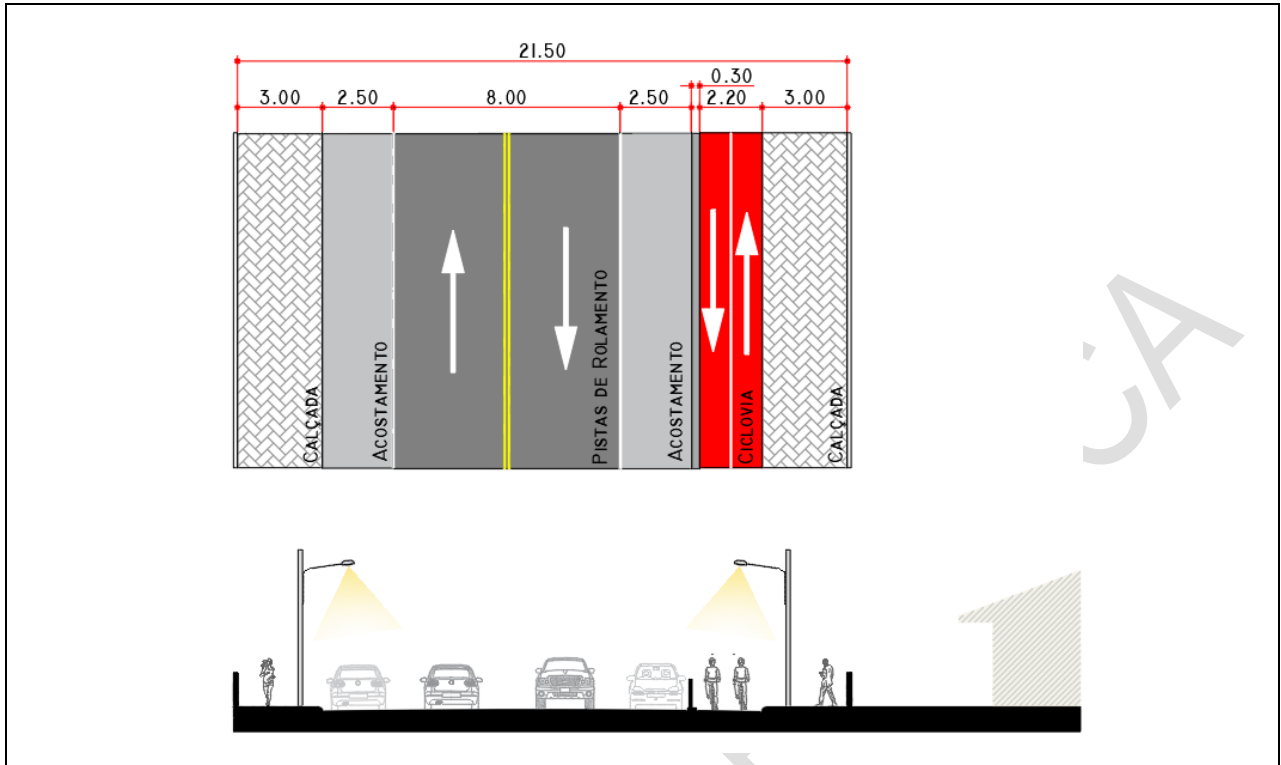 21.50
0.30
3.00 2.50 8.00 2.50 2.20 3.00
CALÇADA
ACOSTAMENTO
PISTAS DE ROLAMENTO
ACOSTAMENTO
CICLOVIA
CALÇADA
CA